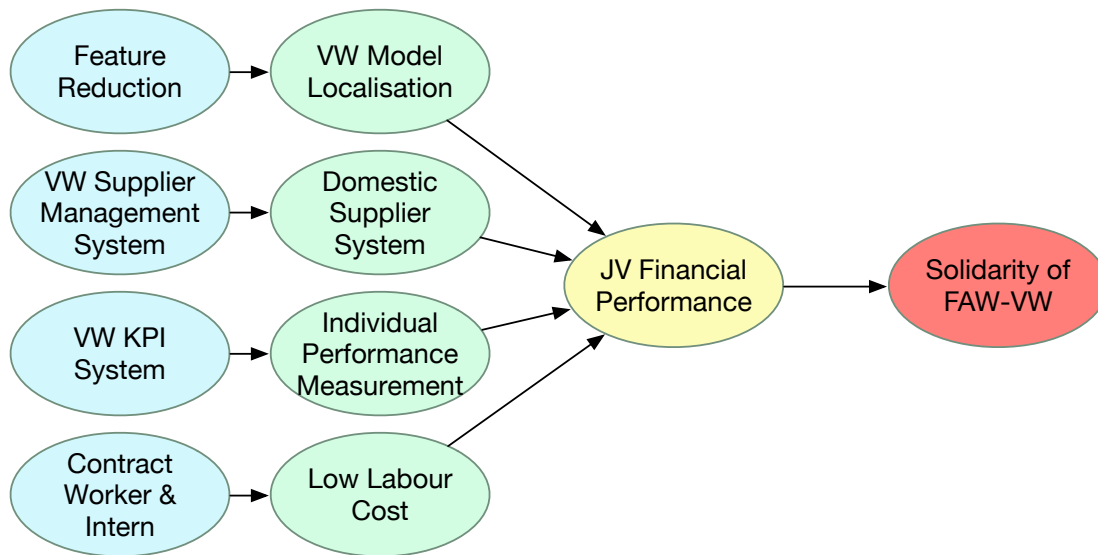 Feature
Reduction
VW Model
Localisation
VW Supplier
Management
System
Domestic
Supplier
System
JV Financial
Performance
Solidarity of
FAW-VW
VW KPI
System
Individual
Performance
Measurement
Contract
Worker &
Intern
Low Labour
Cost